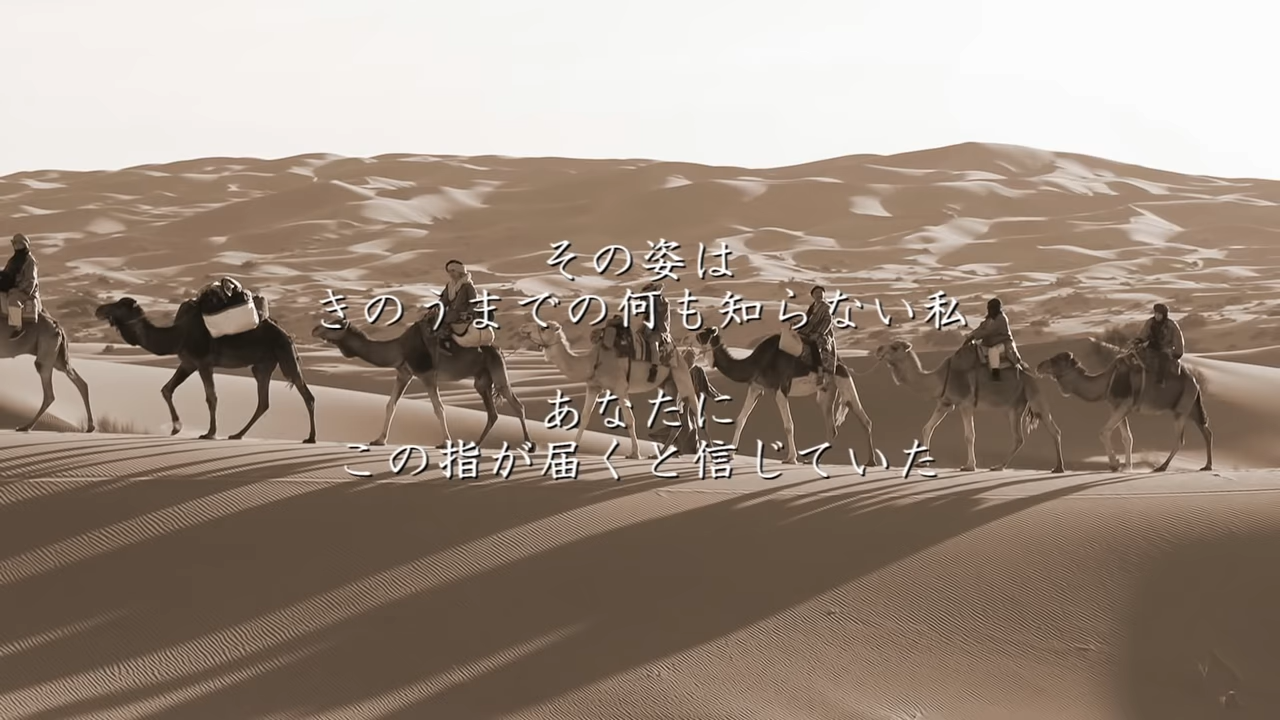 その姿は
きのうまでの何も知らない私
あなたに
この指が届くと信じていた